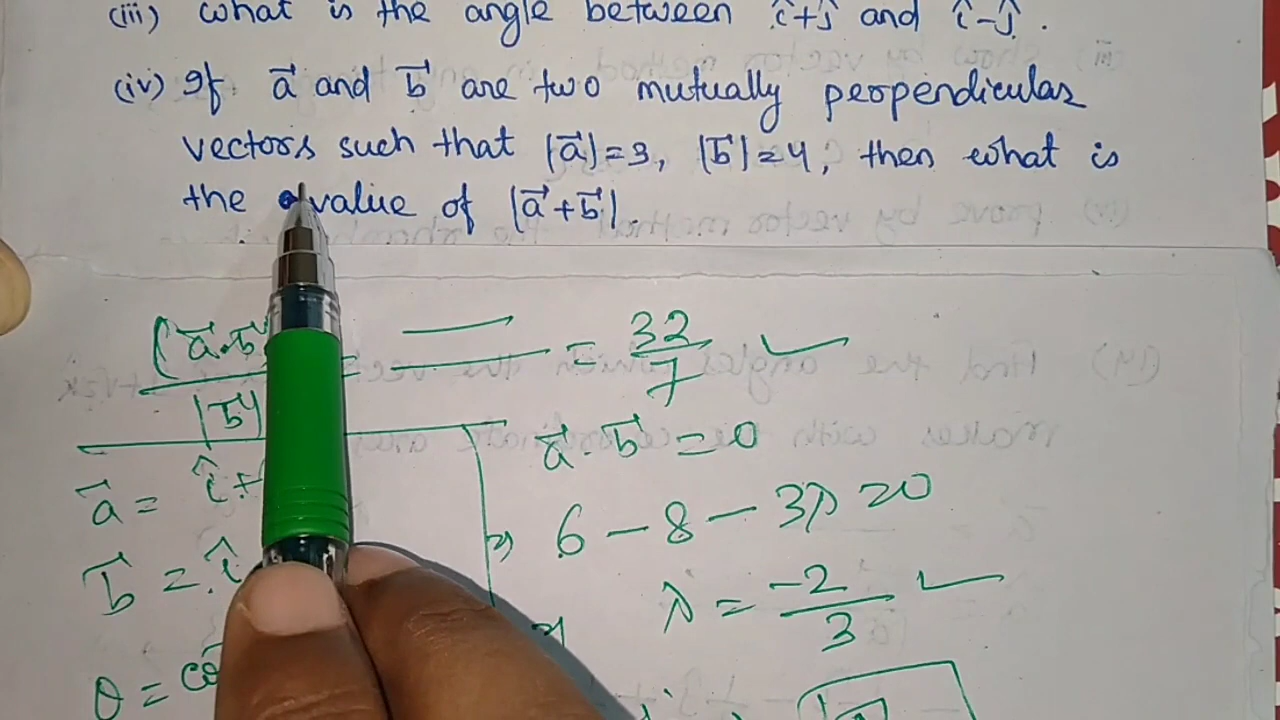 (iii) what is the angle between î+ĵ and î-ĵ.
(iv) If a⃗ and b⃗ are two mutually perpendicular
vectors such that |a⃗|=3, |b⃗|=4, then what is
the value of |a⃗+b⃗|.
= 32/7 ✓
|b⃗|
a⃗ . b⃗ = 0
a⃗ = î+
⇒ 6 - 8 - 3λ = 0
b⃗ = î
λ = -2/3 ✓
θ = cos